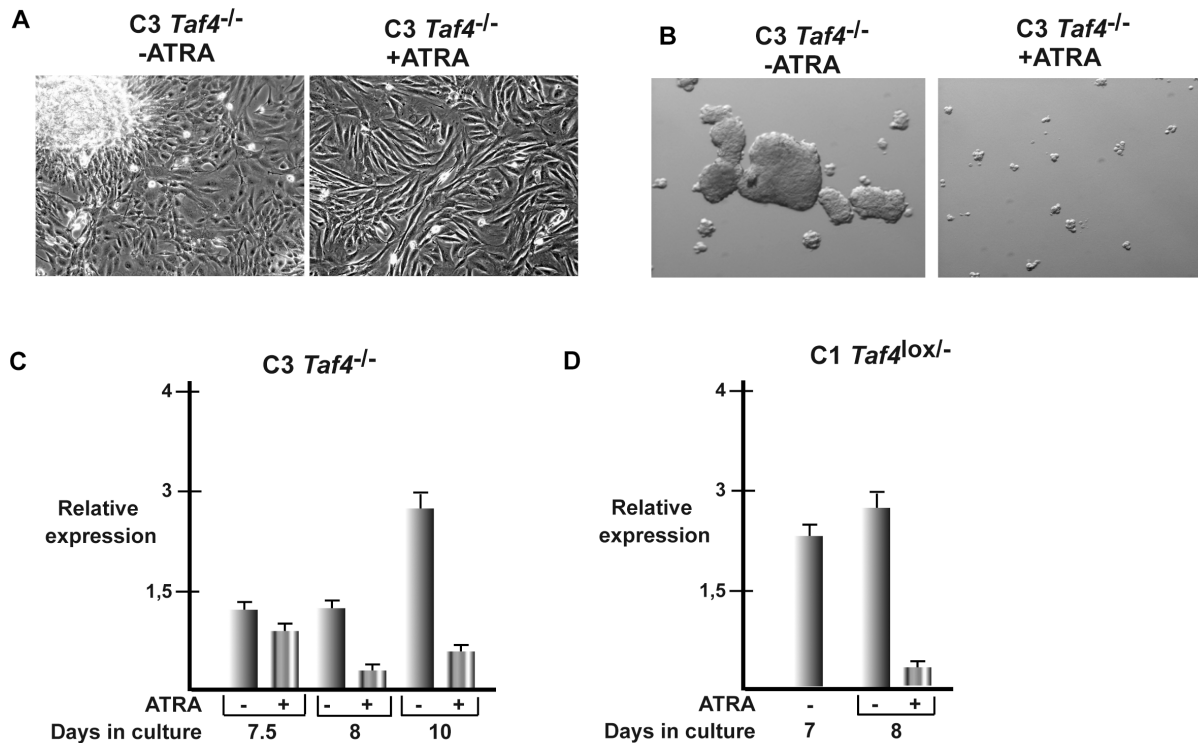 A
C3 Taf4-/-
-ATRA
C3 Taf4-/-
+ATRA
B
C3 Taf4-/-
-ATRA
C3 Taf4-/-
+ATRA
C
C3 Taf4-/-
4
3
1,5
Relative
expression
ATRA - + - + - +
Days in culture 7.5 8 10
D
C1 Taf4lox/-
4
3
1,5
Relative
expression
ATRA - - +
Days in culture 7 8